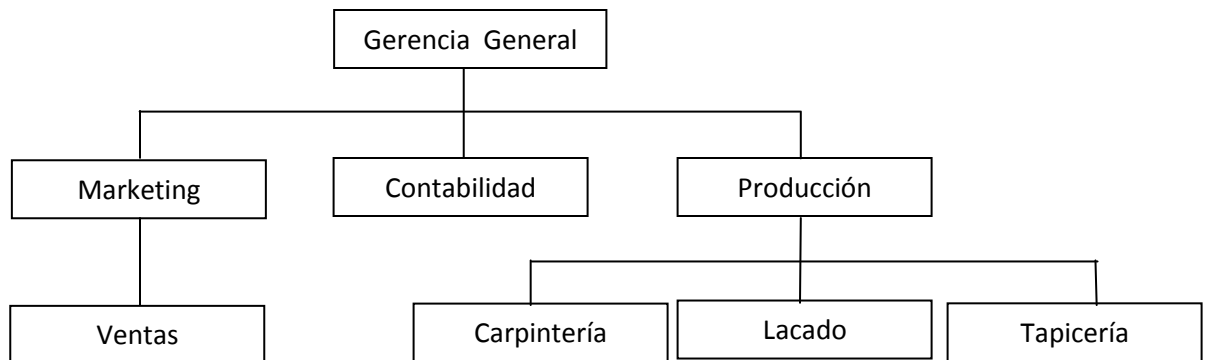 Gerencia General
Marketing
Contabilidad
Producción
Ventas
Carpintería
Lacado
Tapicería